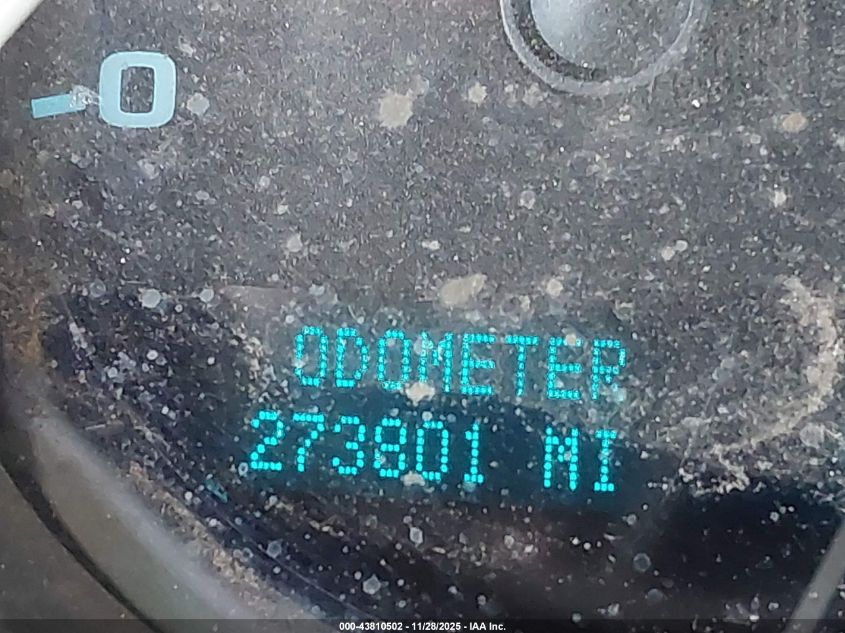 0
ODOMETER
273801 MI
000-43810502 - 11/28/2025 - IAA Inc.